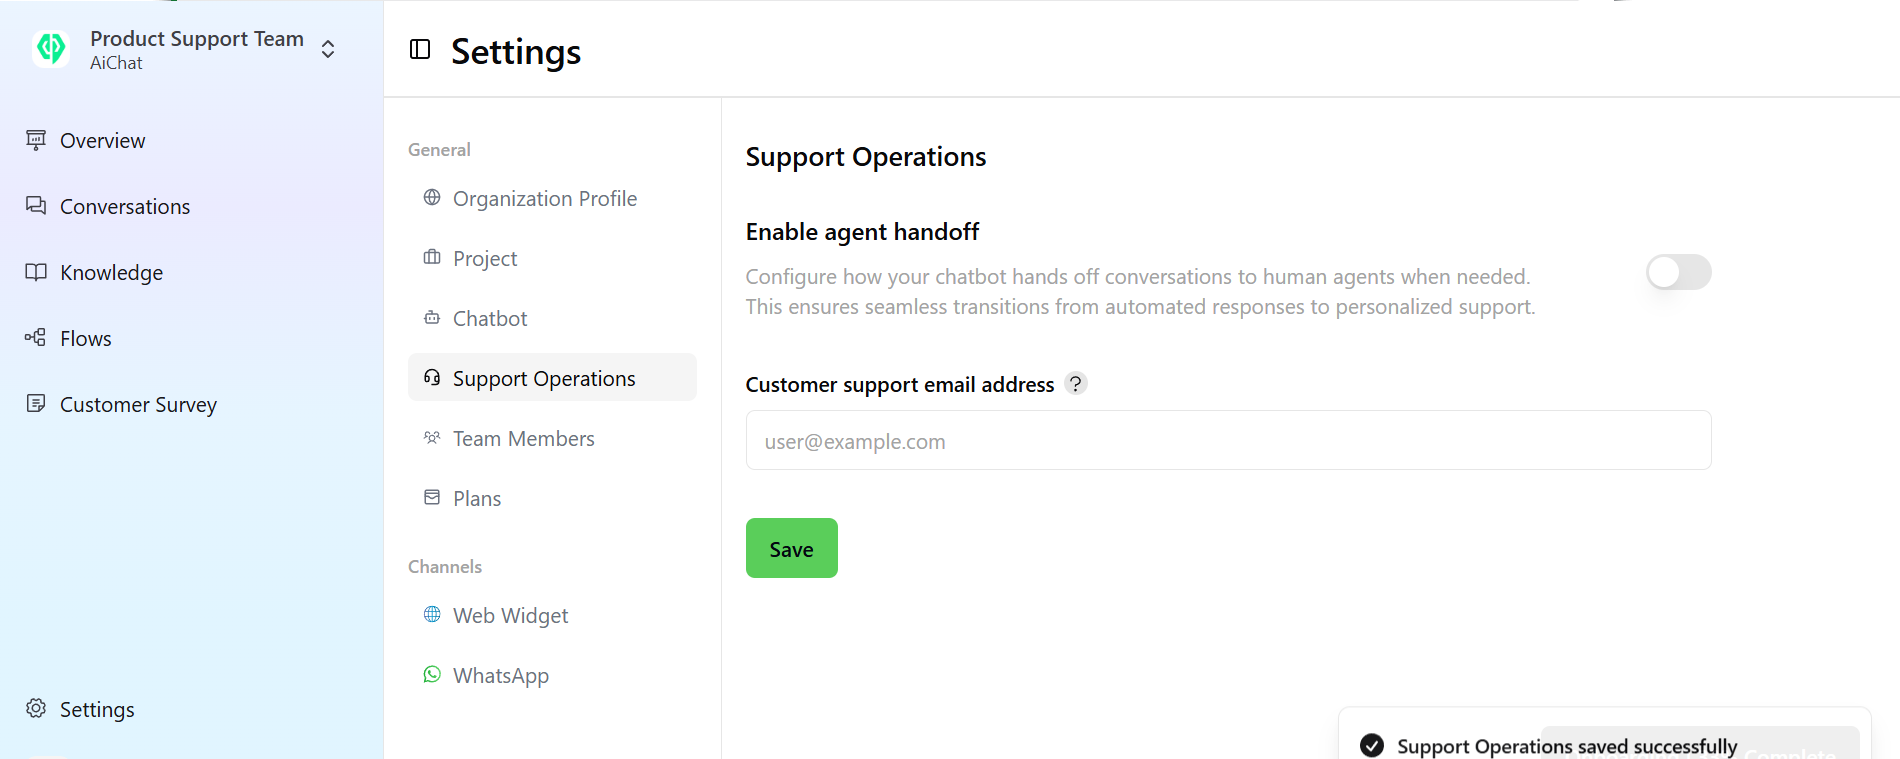 Product Support Team
AiChat
Overview
Conversations
Knowledge
Flows
Customer Survey
Settings
Settings
General
Organization Profile
Project
Chatbot
Support Operations
Team Members
Plans
Channels
Web Widget
WhatsApp
Support Operations
Enable agent handoff
Configure how your chatbot hands off conversations to human agents when needed.
This ensures seamless transitions from automated responses to personalized support.
Customer support email address ?
user@example.com
Save
Support Operations saved successfully
Complete